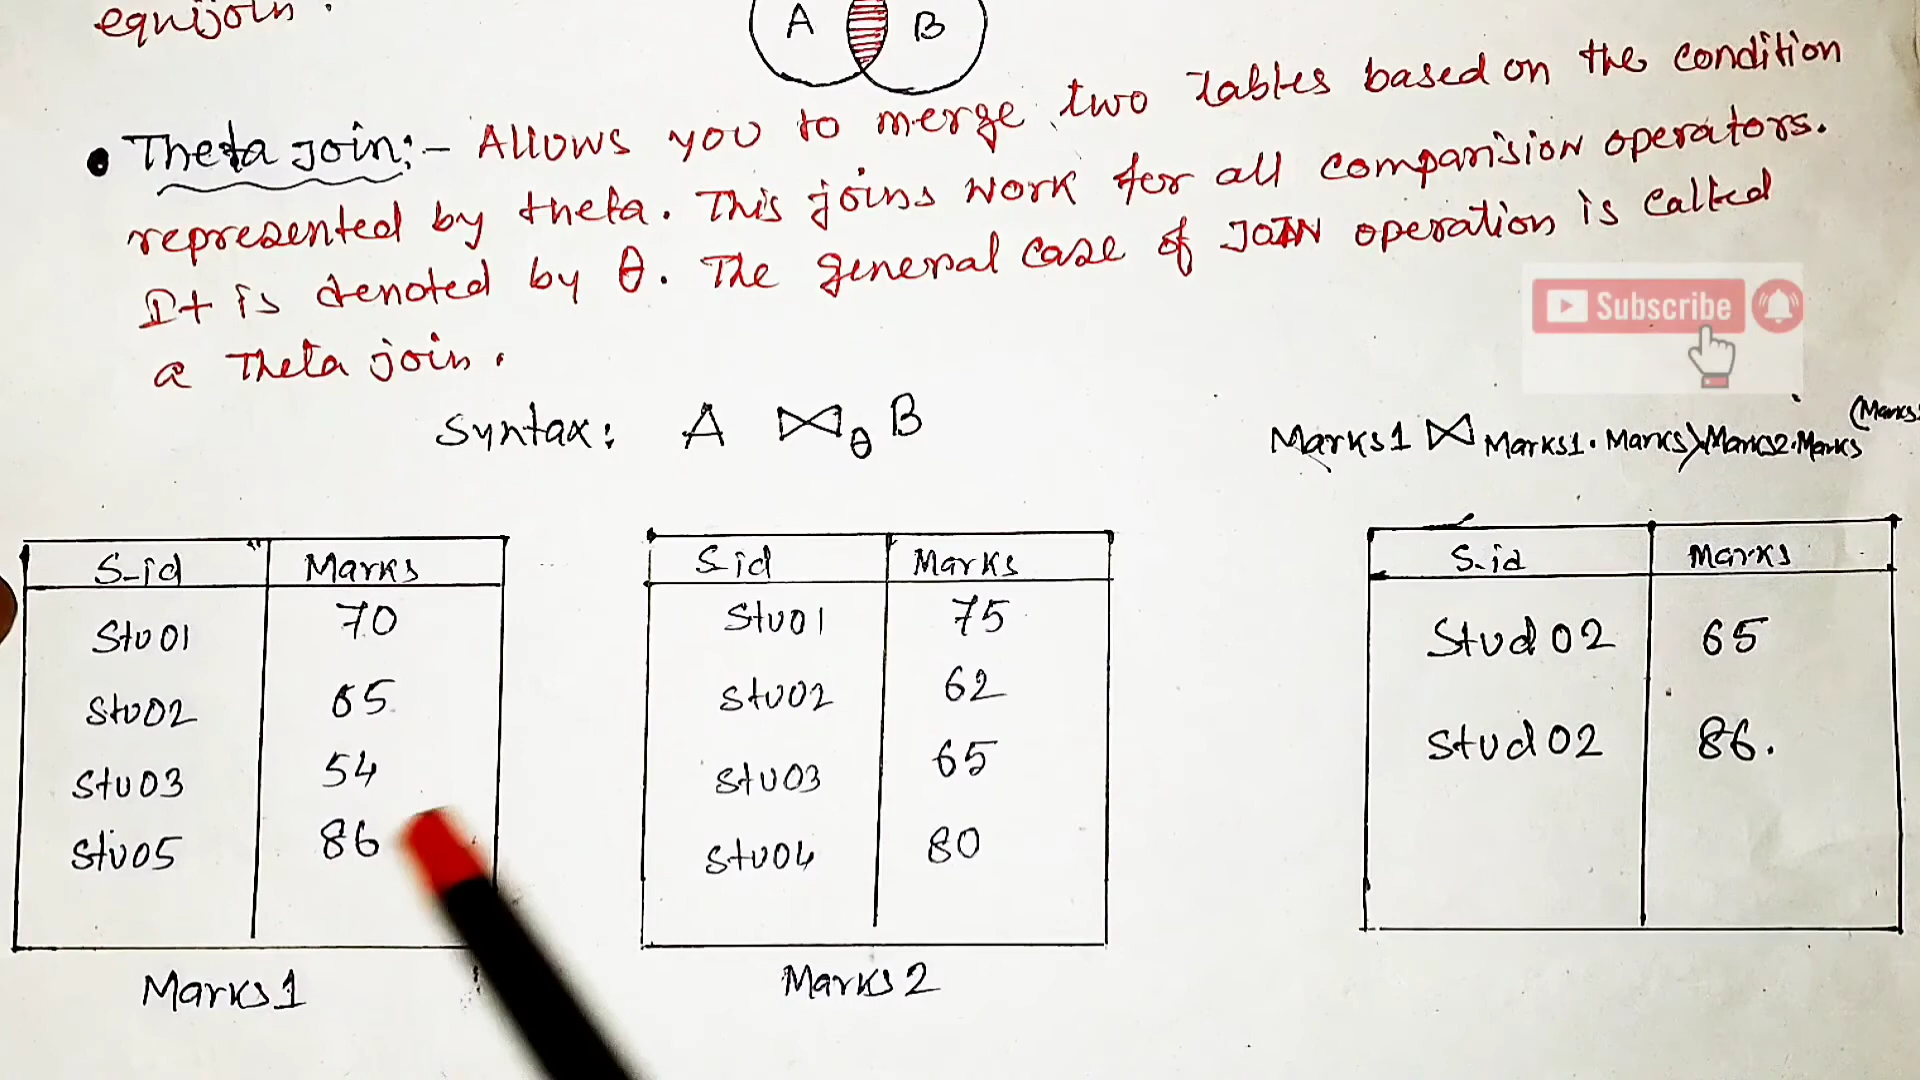 equijoin.
A B
• Theta join:- Allows you to merge two tables based on the condition
represented by theta. This joins work for all comparision operators.
It is denoted by θ. The general case of JOIN operation is called
a Theta join.
Subscribe
Syntax: A ⋈θ B
Marks1 ⋈ Marks1.Marks>Marks2.Marks (Marks
S-id Marks
Stu01 70
Stu02 65
Stu03 54
Stu05 86
Marks1
S-id Marks
Stu01 75
Stu02 62
Stu03 65
Stu04 80
Marks2
S-id Marks
Stud02 65
Stud02 86.